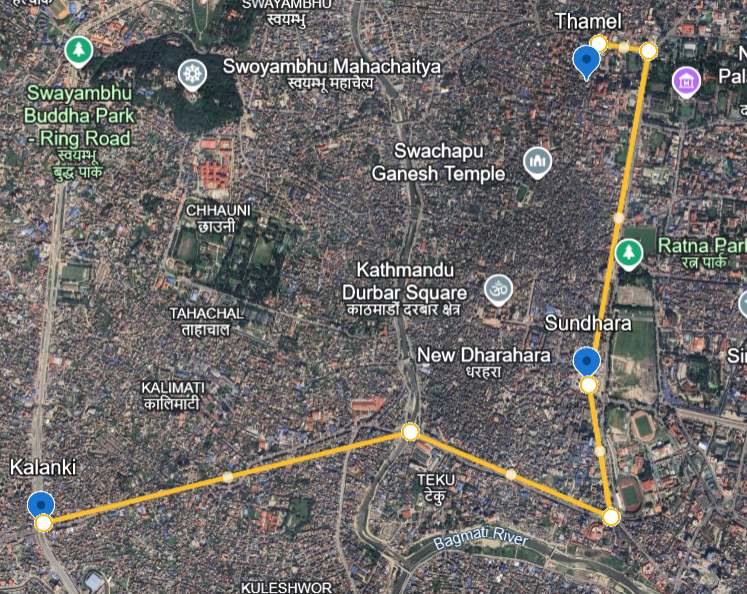 SWAYAMBHU
स्वयम्भु
Thamel
Swoyambhu Mahachaitya
स्वयम्भू महाचैत्य
Swayambhu
Buddha Park
- Ring Road
स्वयम्भू
बुद्ध पार्क
Swachapu
Ganesh Temple
CHHAUNI
छाउनी
Ratna Par
रत्न पार्क
Kathmandu
Durbar Square
काठमाडौं दरबार क्षेत्र
TAHACHAL
ताहाचाल
Sundhara
New Dharahara
धरहरा
KALIMATI
कालिमाटी
Kalanki
TEKU
टेकु
Bagmati River
KULESHWOR